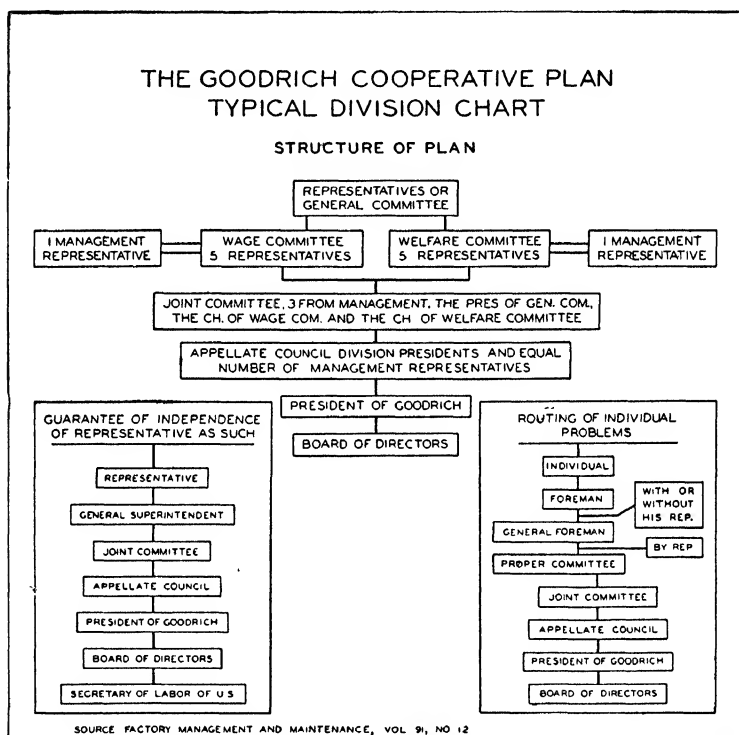 THE GOODRICH COOPERATIVE PLAN
TYPICAL DIVISION CHART
STRUCTURE OF PLAN
REPRESENTATIVES OR
GENERAL COMMITTEE
1 MANAGEMENT
REPRESENTATIVE
WAGE COMMITTEE
5 REPRESENTATIVES
WELFARE COMMITTEE
5 REPRESENTATIVES
1 MANAGEMENT
REPRESENTATIVE
JOINT COMMITTEE, 3 FROM MANAGEMENT, THE PRES OF GEN. COM.,
THE CH. OF WAGE COM. AND THE CH OF WELFARE COMMITTEE
APPELLATE COUNCIL DIVISION PRESIDENTS AND EQUAL
NUMBER OF MANAGEMENT REPRESENTATIVES
PRESIDENT OF GOODRICH
BOARD OF DIRECTORS
GUARANTEE OF INDEPENDENCE
OF REPRESENTATIVE AS SUCH
REPRESENTATIVE
GENERAL SUPERINTENDENT
JOINT COMMITTEE
APPELLATE COUNCIL
PRESIDENT OF GOODRICH
BOARD OF DIRECTORS
SECRETARY OF LABOR OF U S
ROUTING OF INDIVIDUAL
PROBLEMS
INDIVIDUAL
FOREMAN
WITH OR
WITHOUT
HIS REP.
GENERAL FOREMAN
BY REP
PROPER COMMITTEE
JOINT COMMITTEE
APPELLATE COUNCIL
PRESIDENT OF GOODRICH
BOARD OF DIRECTORS
SOURCE FACTORY MANAGEMENT AND MAINTENANCE, VOL 91, NO 12